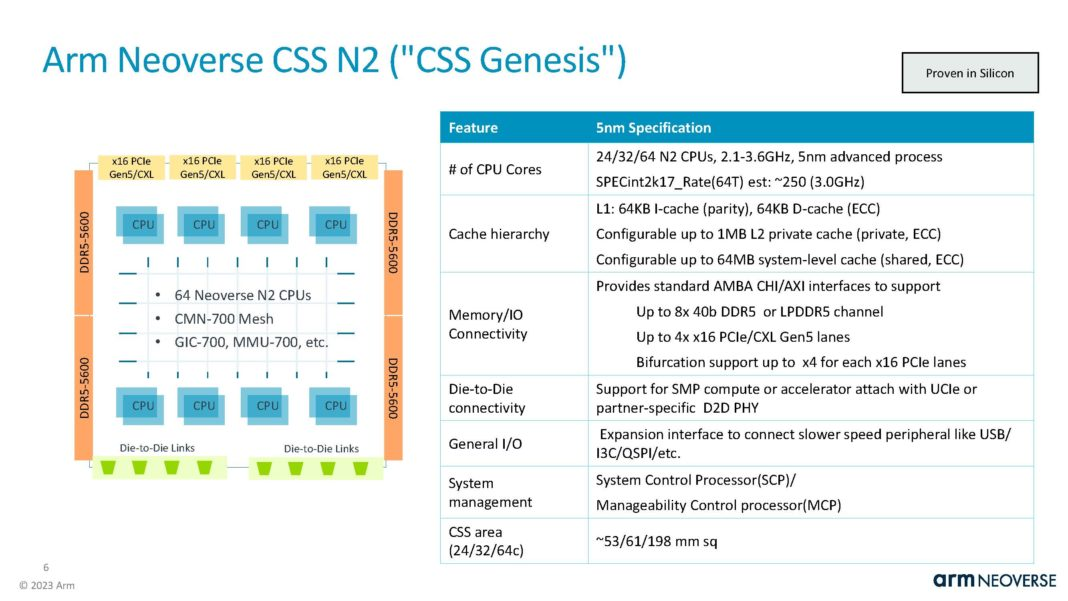 Arm Neoverse CSS N2 ("CSS Genesis")
Proven in Silicon
x16 PCIe
Gen5/CXL
x16 PCIe
Gen5/CXL
x16 PCIe
Gen5/CXL
x16 PCIe
Gen5/CXL
DDR5-5600
DDR5-5600
CPU
CPU
CPU
CPU
• 64 Neoverse N2 CPUs
• CMN-700 Mesh
• GIC-700, MMU-700, etc.
DDR5-5600
DDR5-5600
CPU
CPU
CPU
CPU
Die-to-Die Links
Die-to-Die Links
Feature
5nm Specification
# of CPU Cores
24/32/64 N2 CPUs, 2.1-3.6GHz, 5nm advanced process
SPECint2k17_Rate(64T) est: ~250 (3.0GHz)
Cache hierarchy
L1: 64KB I-cache (parity), 64KB D-cache (ECC)
Configurable up to 1MB L2 private cache (private, ECC)
Configurable up to 64MB system-level cache (shared, ECC)
Memory/IO
Connectivity
Provides standard AMBA CHI/AXI interfaces to support
Up to 8x 40b DDR5 or LPDDR5 channel
Up to 4x x16 PCIe/CXL Gen5 lanes
Bifurcation support up to x4 for each x16 PCIe lanes
Die-to-Die
connectivity
Support for SMP compute or accelerator attach with UCIe or
partner-specific D2D PHY
General I/O
Expansion interface to connect slower speed peripheral like USB/
I3C/QSPI/etc.
System
management
System Control Processor(SCP)/
Manageability Control processor(MCP)
CSS area
(24/32/64c)
~53/61/198 mm sq
6
© 2023 Arm
arm NEOVERSE